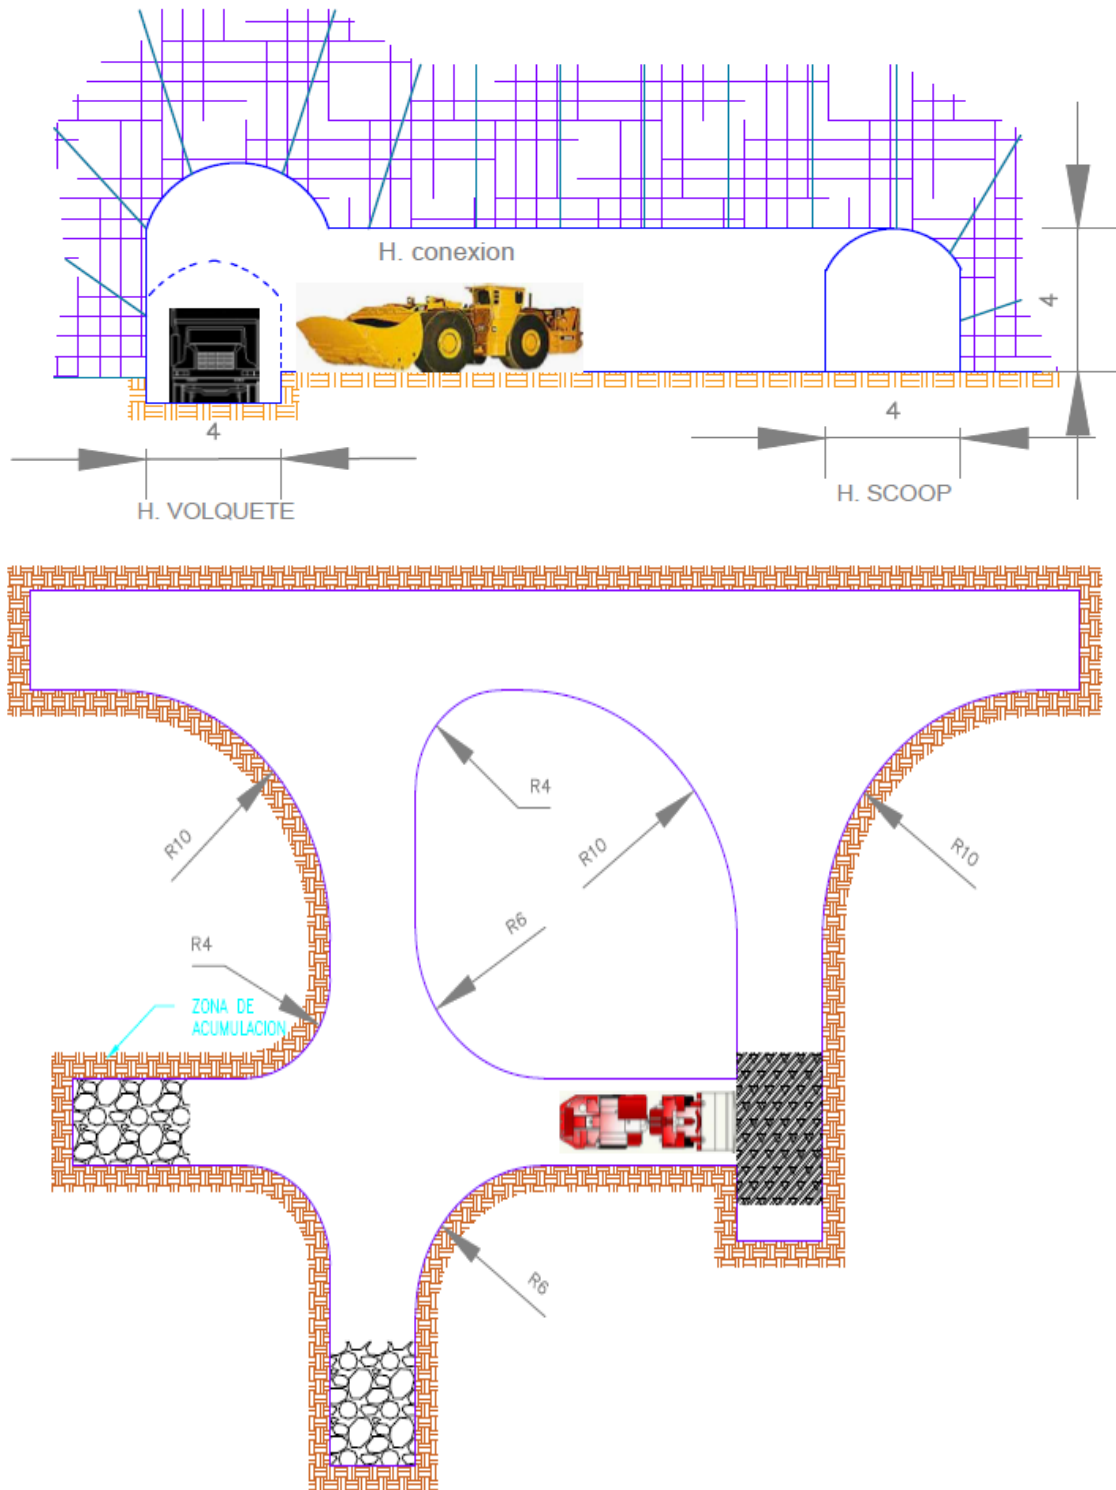 H. conexion
4
4
4
H. VOLQUETE
H. SCOOP
R4
R10
R10
R10
R6
R4
ZONA DE
ACUMULACION
R6